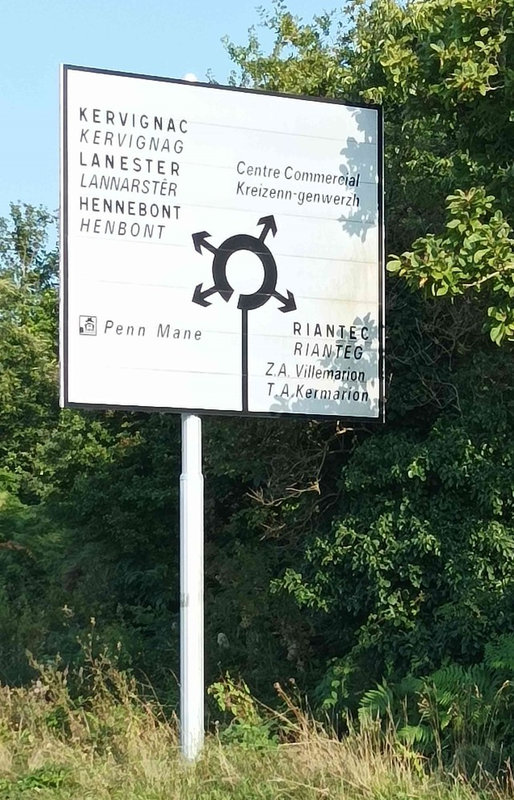 KERVIGNAC
KERVIGNAG
LANESTER
LANNARSTÊR
HENNEBONT
HENBONT
Centre Commercial
Kreizenn-genwerzh
Penn Mane
RIANTEC
RIANTEG
Z.A. Villemarion
T.A. Kermarion